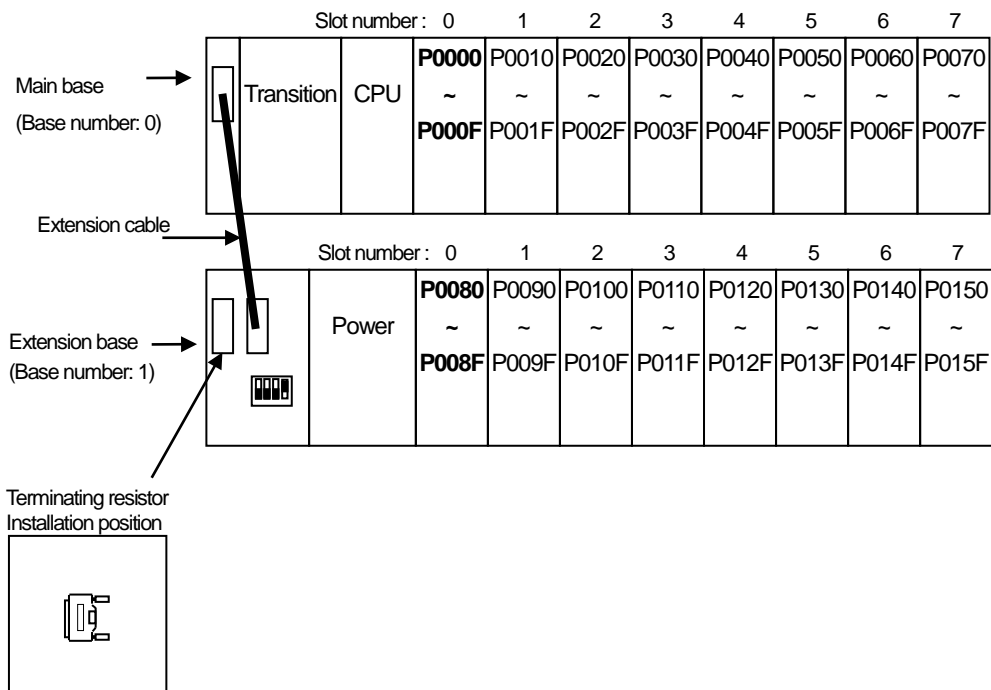 Slot number : 0 1 2 3 4 5 6 7
Main base
(Base number: 0)
Transition CPU
P0000 P0010 P0020 P0030 P0040 P0050 P0060 P0070
~ ~ ~ ~ ~ ~ ~ ~
P000F P001F P002F P003F P004F P005F P006F P007F
Extension cable
Slot number : 0 1 2 3 4 5 6 7
Extension base
(Base number: 1)
Power
P0080 P0090 P0100 P0110 P0120 P0130 P0140 P0150
~ ~ ~ ~ ~ ~ ~ ~
P008F P009F P010F P011F P012F P013F P014F P015F
Terminating resistor
Installation position